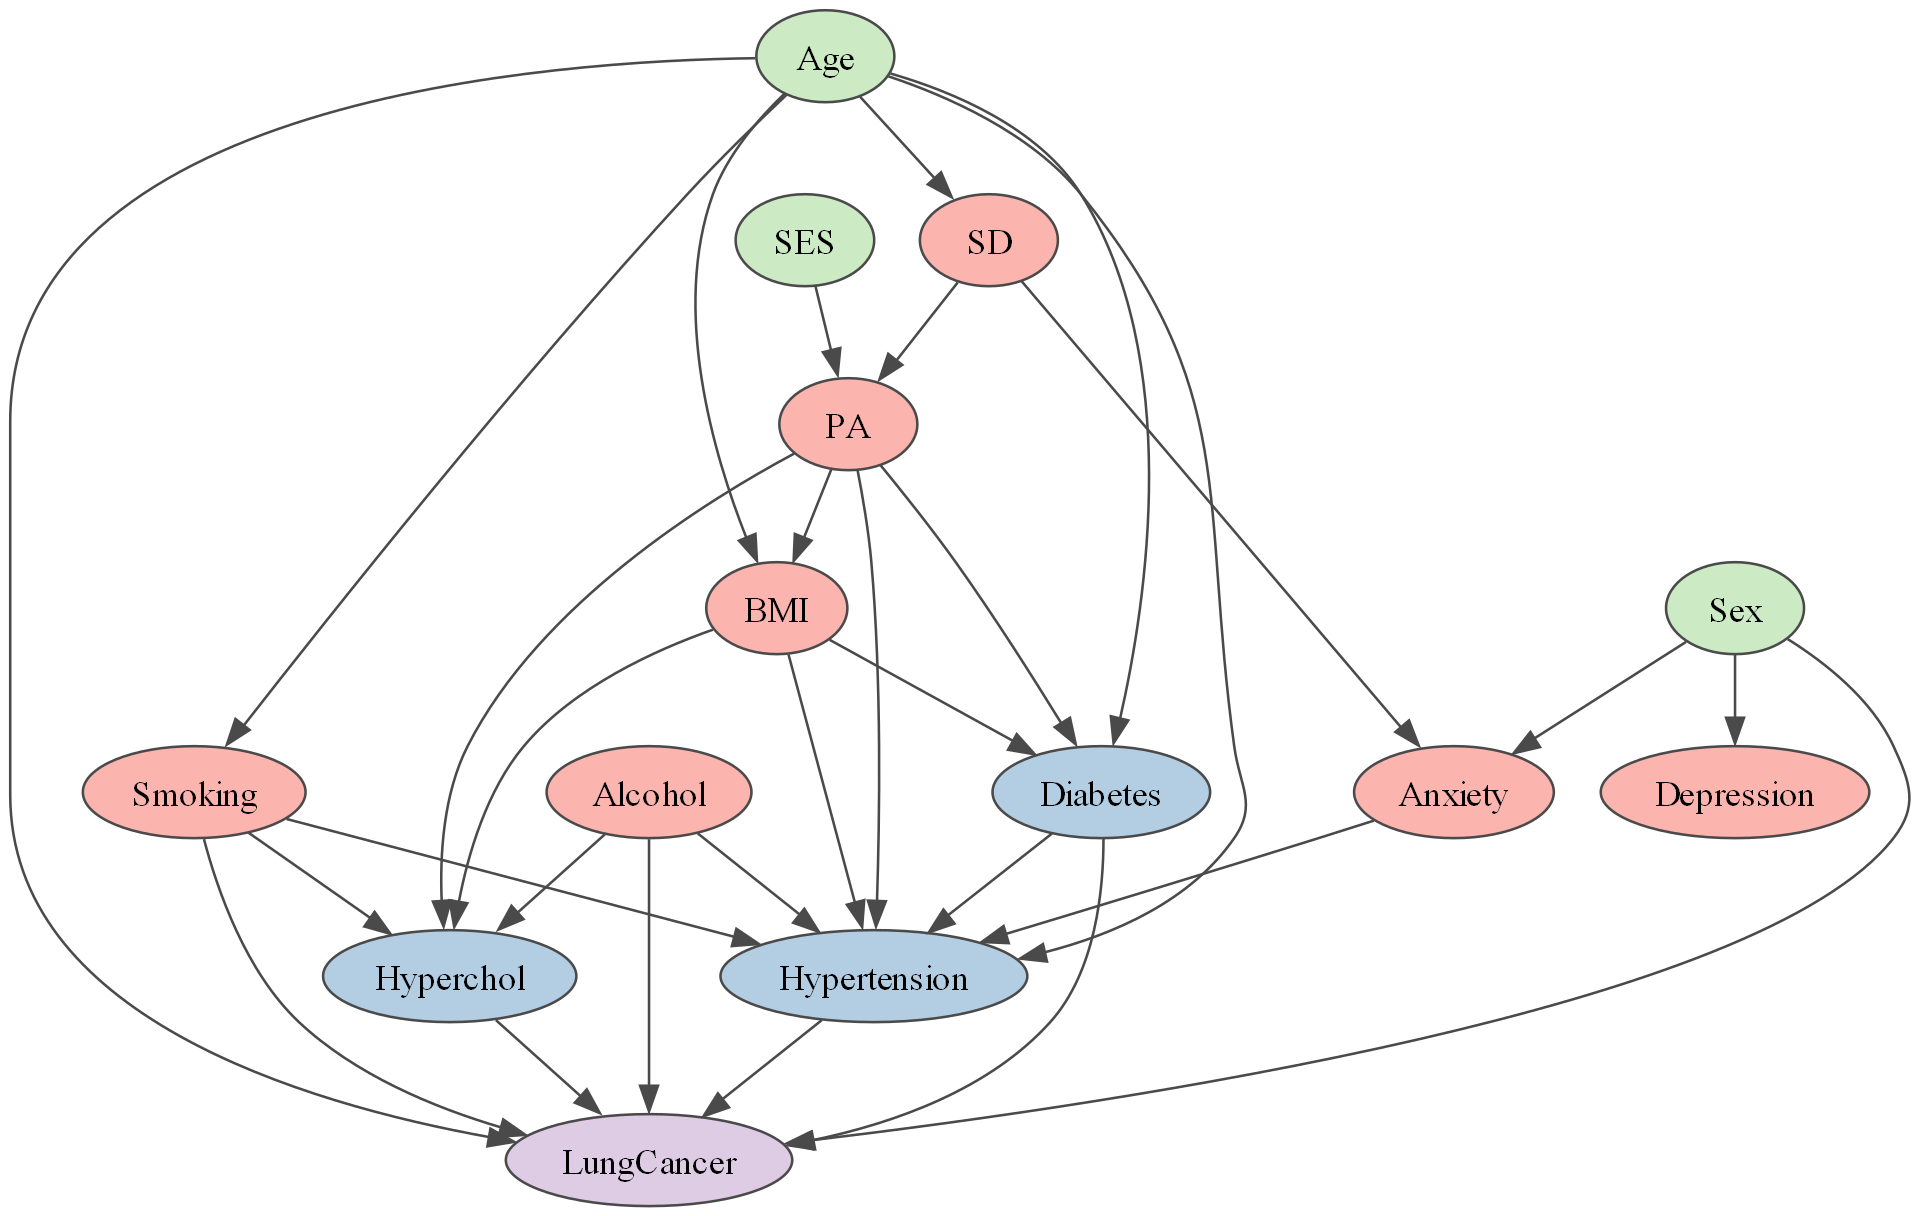 Age
SES
SD
PA
BMI
Sex
Smoking
Alcohol
Diabetes
Anxiety
Depression
Hyperchol
Hypertension
LungCancer